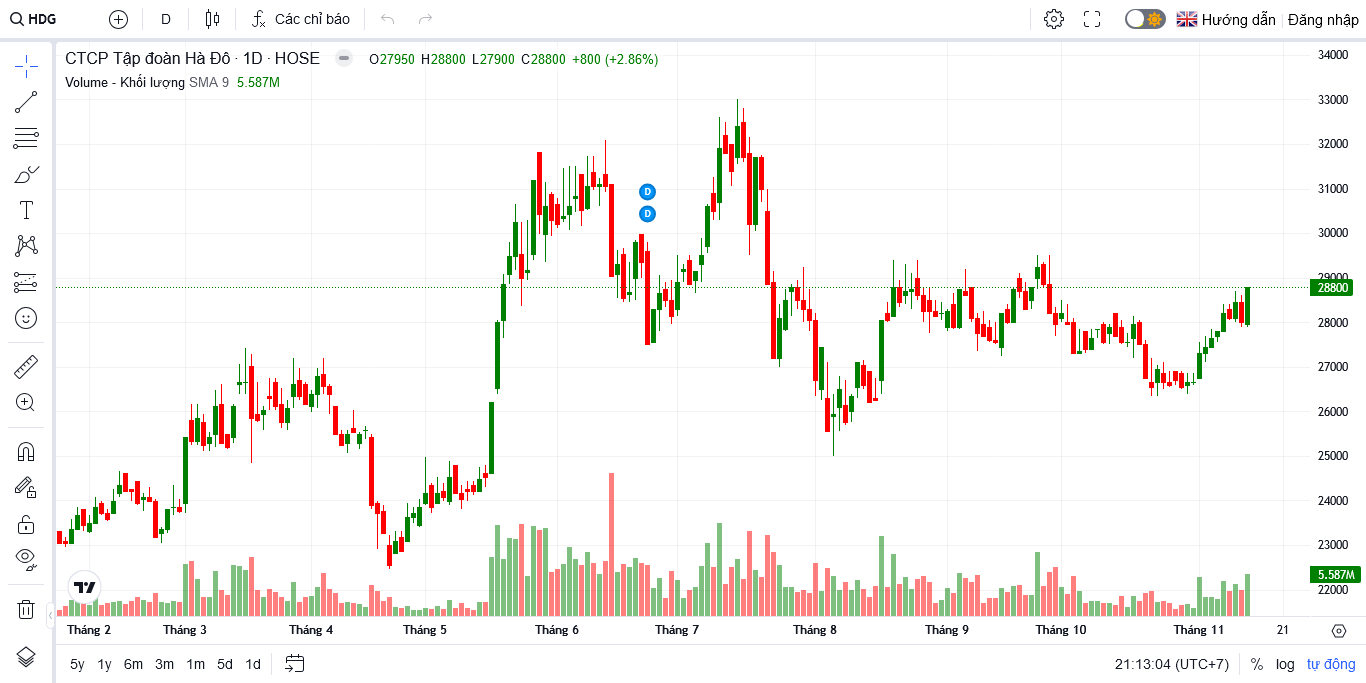 HDG D Các chỉ báo Hướng dẫn Đăng nhập
CTCP Tập đoàn Hà Đô · 1D · HOSE O27950 H28800 L27900 C28800 +800 (+2.86%)
Volume - Khối lượng SMA 9 5.587M
34000
33000
32000
31000
D
D
30000
29000
28800
28000
27000
26000
25000
24000
23000
5.587M
22000
Tháng 2 Tháng 3 Tháng 4 Tháng 5 Tháng 6 Tháng 7 Tháng 8 Tháng 9 Tháng 10 Tháng 11 21
5y 1y 6m 3m 1m 5d 1d 21:13:04 (UTC+7) % log tự động